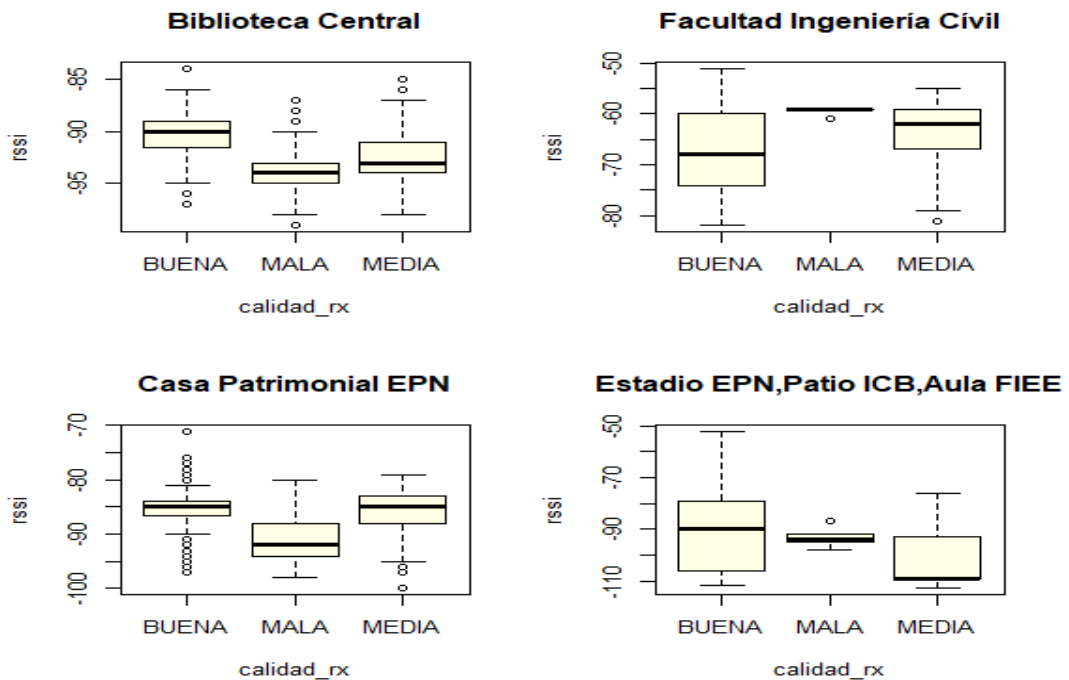 Biblioteca Central
rssi
-85
-90
-95
BUENA MALA MEDIA
calidad_rx
Facultad Ingeniería Cívil
rssi
-50
-60
-70
-80
BUENA MALA MEDIA
calidad_rx
Casa Patrimonial EPN
rssi
-70
-80
-90
-100
BUENA MALA MEDIA
calidad_rx
Estadio EPN,Patio ICB,Aula FIEE
rssi
-50
-70
-90
-110
BUENA MALA MEDIA
calidad_rx